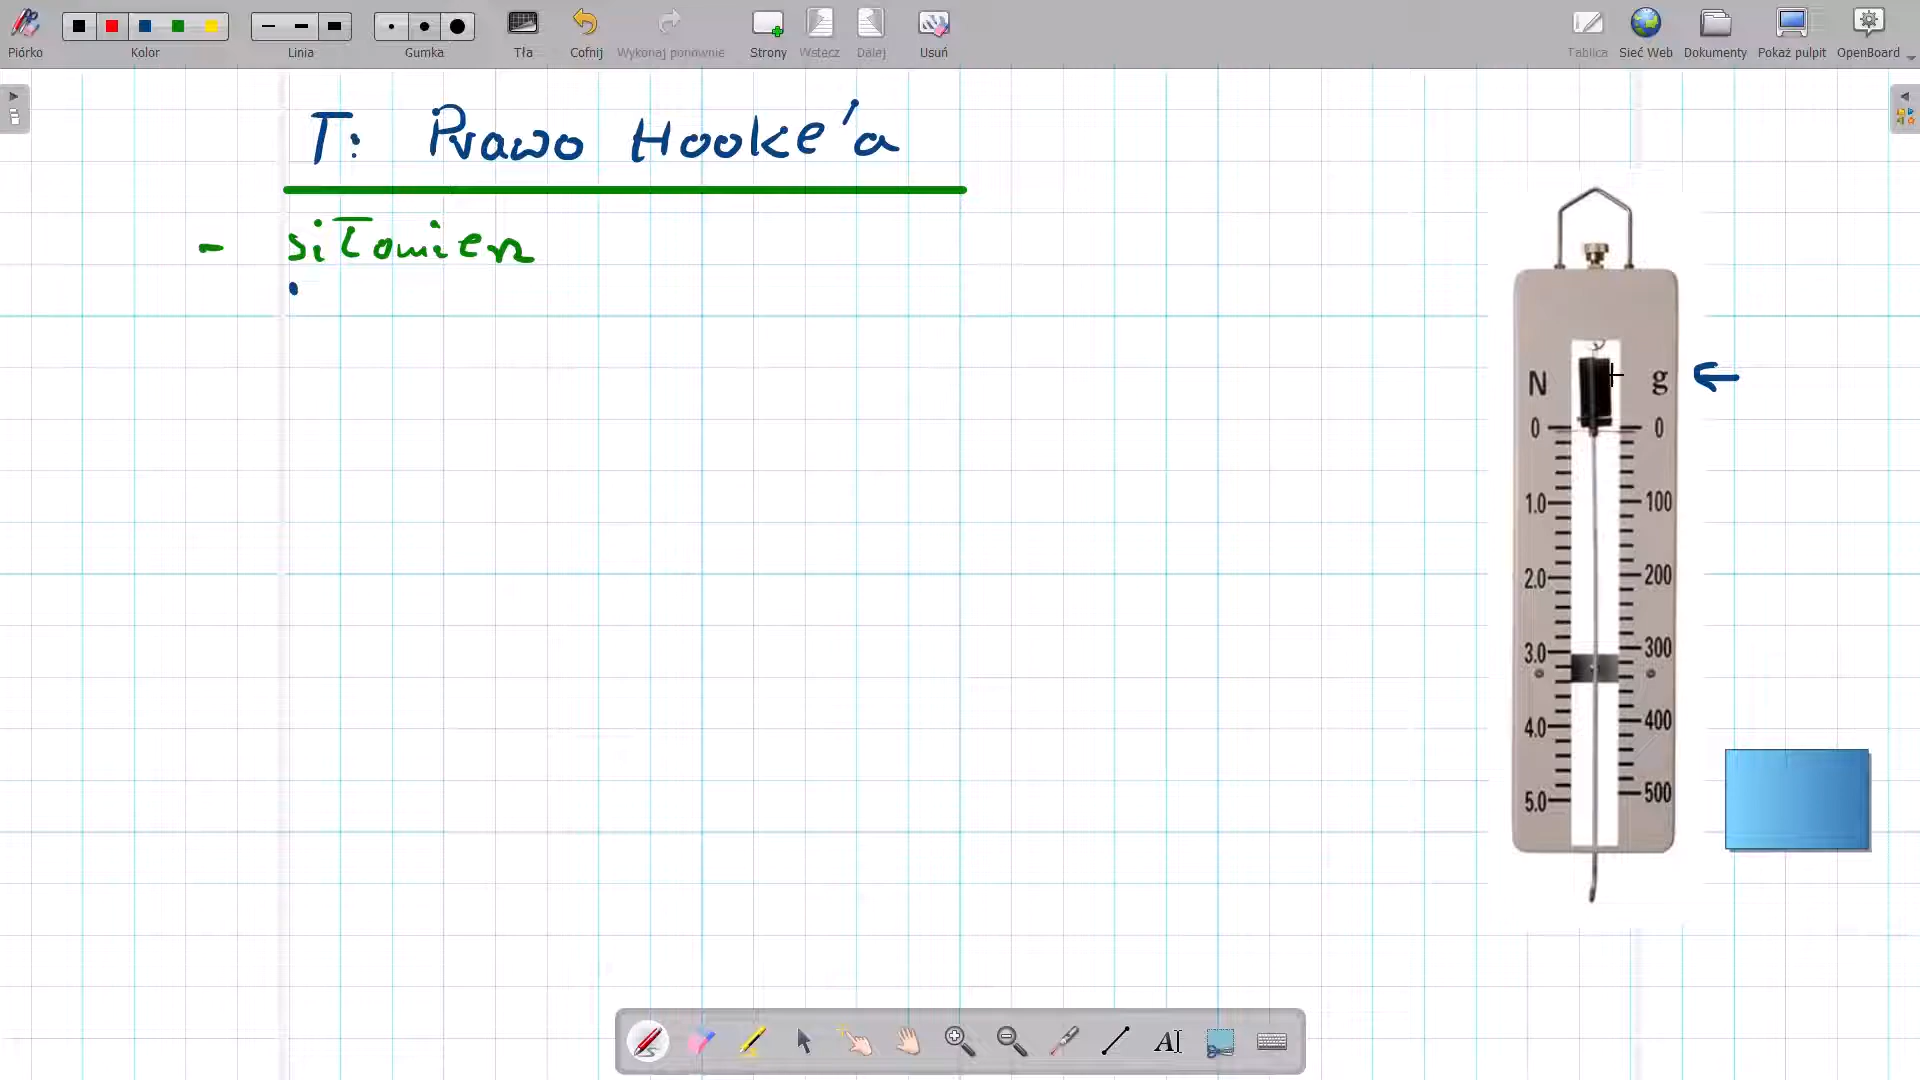 Piórko
Kolor
Linia
Gumka
Tła
Cofnij
Wykonaj ponownie
Strony
Wstecz
Dalej
Usuń
Tablica
Sieć Web
Dokumenty
Pokaż pulpit
OpenBoard
T: Prawo Hooke'a
- siłomierz
N g
0 0
1.0 100
2.0 200
3.0 300
4.0 400
5.0 500